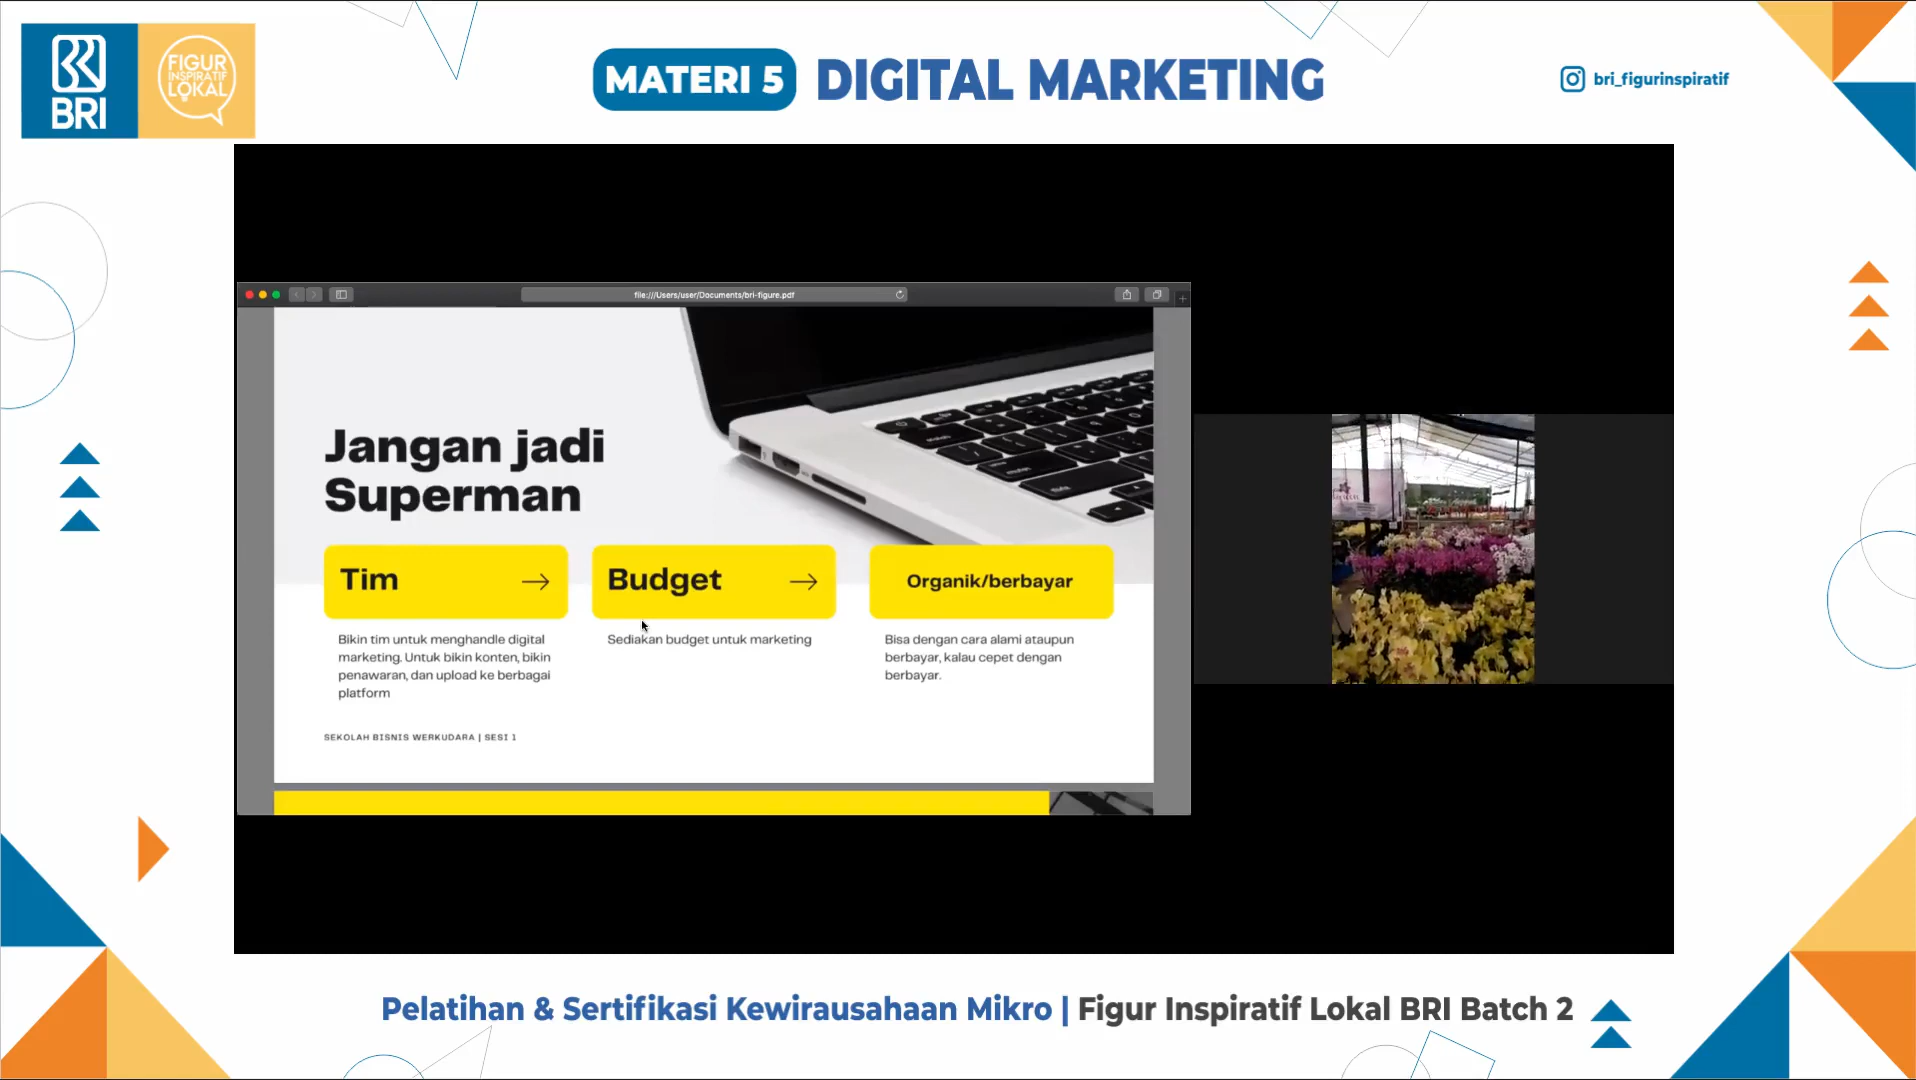 BRI
FIGUR
INSPIRATIF
LOKAL
MATERI 5 DIGITAL MARKETING
bri_figurinspiratif
file:///Users/user/Documents/bri-figure.pdf
Jangan jadi
Superman
Tim
Bikin tim untuk menghandle digital
marketing. Untuk bikin konten, bikin
penawaran, dan upload ke berbagai
platform
Budget
Sediakan budget untuk marketing
Organik/berbayar
Bisa dengan cara alami ataupun
berbayar, kalau cepet dengan
berbayar.
SEKOLAH BISNIS WERKUDARA | SESI 1
Pelatihan & Sertifikasi Kewirausahaan Mikro | Figur Inspiratif Lokal BRI Batch 2